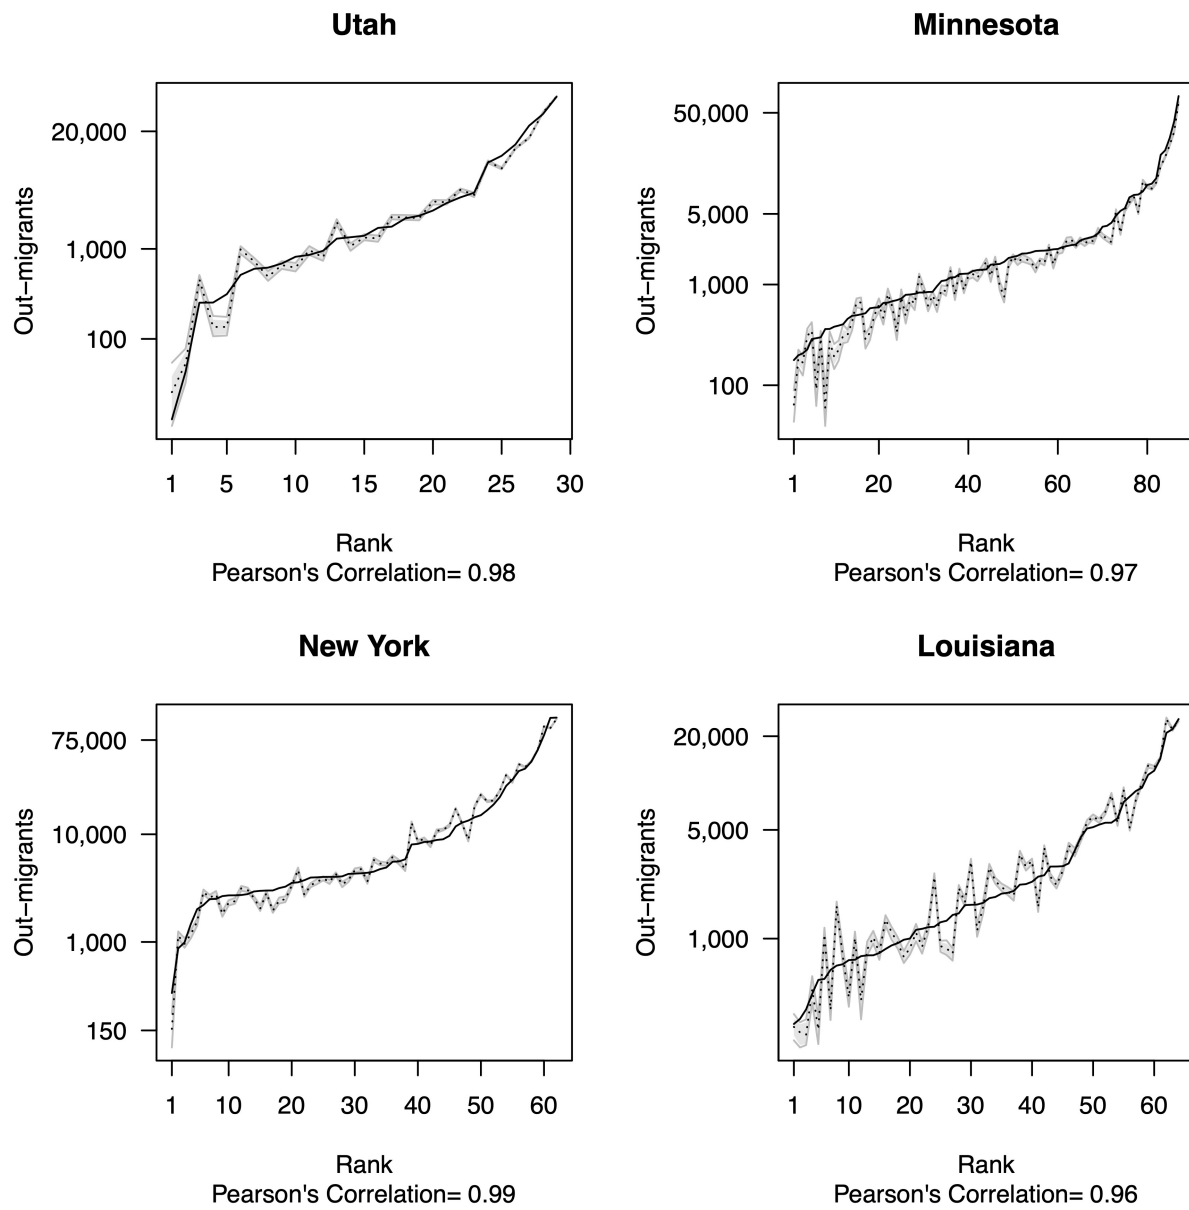 Utah
Minnesota
Out−migrants
20,000
1,000
100
1 5 10 15 20 25 30
Rank
Pearson's Correlation= 0.98
Out−migrants
50,000
5,000
1,000
100
1 20 40 60 80
Rank
Pearson's Correlation= 0.97
New York
Louisiana
Out−migrants
75,000
10,000
1,000
150
1 10 20 30 40 50 60
Rank
Pearson's Correlation= 0.99
Out−migrants
20,000
5,000
1,000
1 10 20 30 40 50 60
Rank
Pearson's Correlation= 0.96